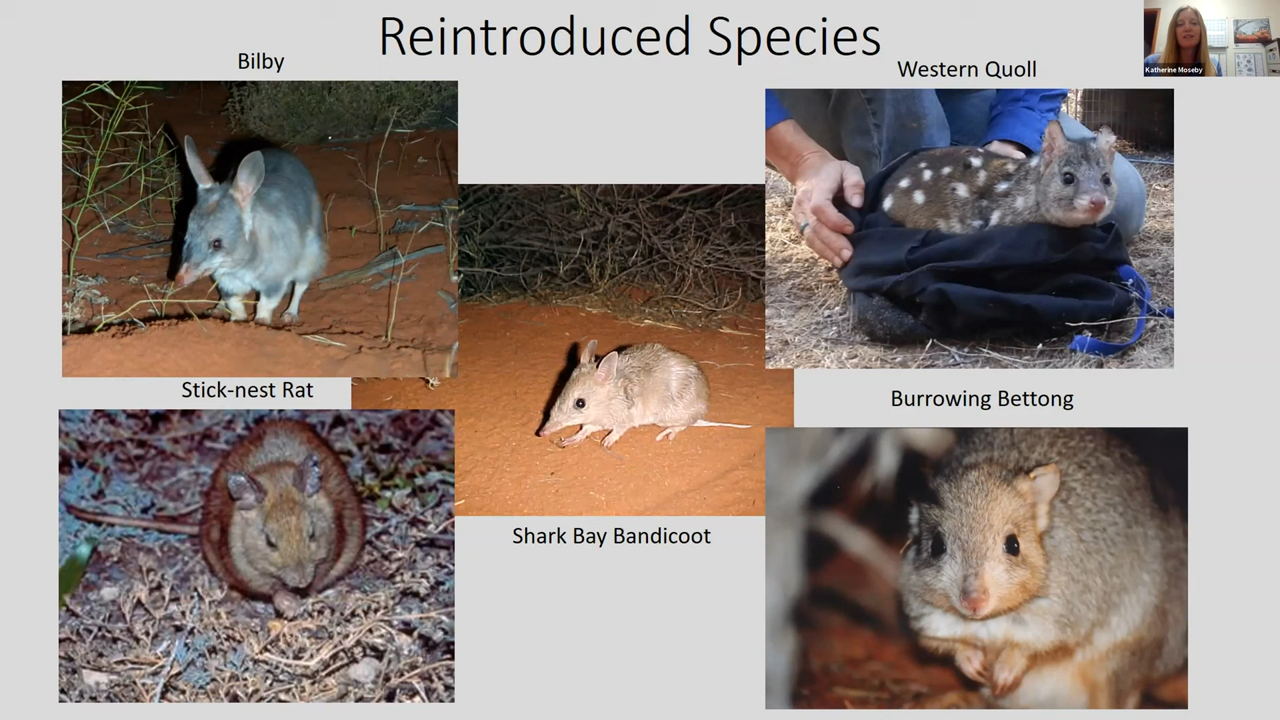 Reintroduced Species
Bilby
Western Quoll
Katherine Moseby
Stick-nest Rat
Burrowing Bettong
Shark Bay Bandicoot